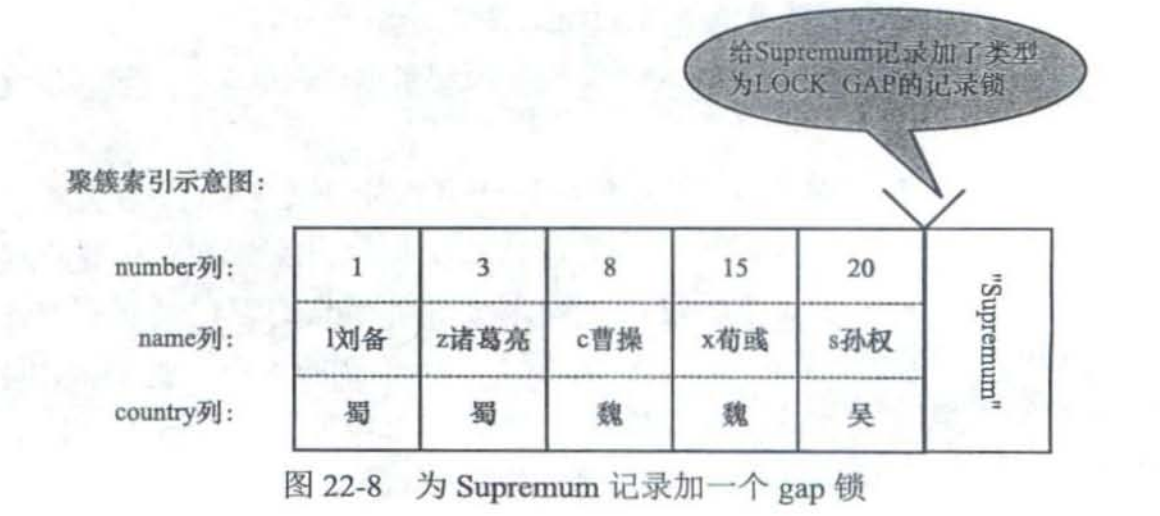 给Supremum记录加了类型
为LOCK_GAP的记录锁
聚簇索引示意图:
number列: 1 3 8 15 20
name列: l刘备 z诸葛亮 c曹操 x荀彧 s孙权
country列: 蜀 蜀 魏 魏 吴
"Supremum"
图 22-8 为 Supremum 记录加一个 gap 锁